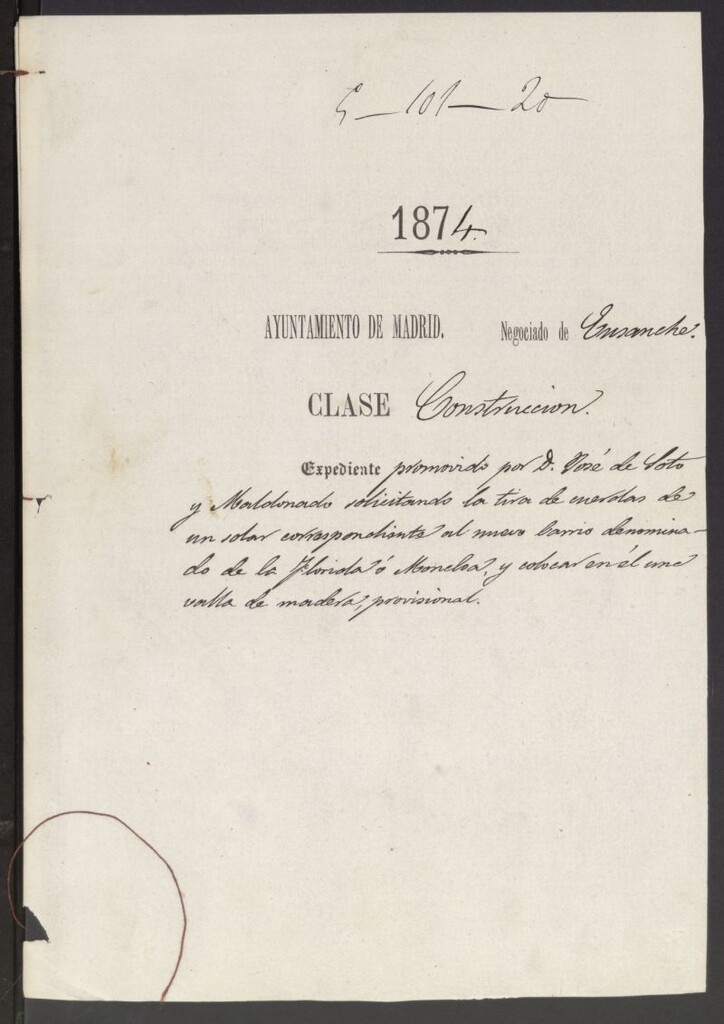 5-101-20
1874.
AYUNTAMIENTO DE MADRID. Negociado de Ensanche.
CLASE Construccion.
Expediente promovido por D. José de Soto
y Maldonado solicitando la tira de cuerdas de
un solar correspondiente al nuevo barrio denomina-
do de la Florida ó Moncloa, y colocar en él una
valla de madera, provisional.